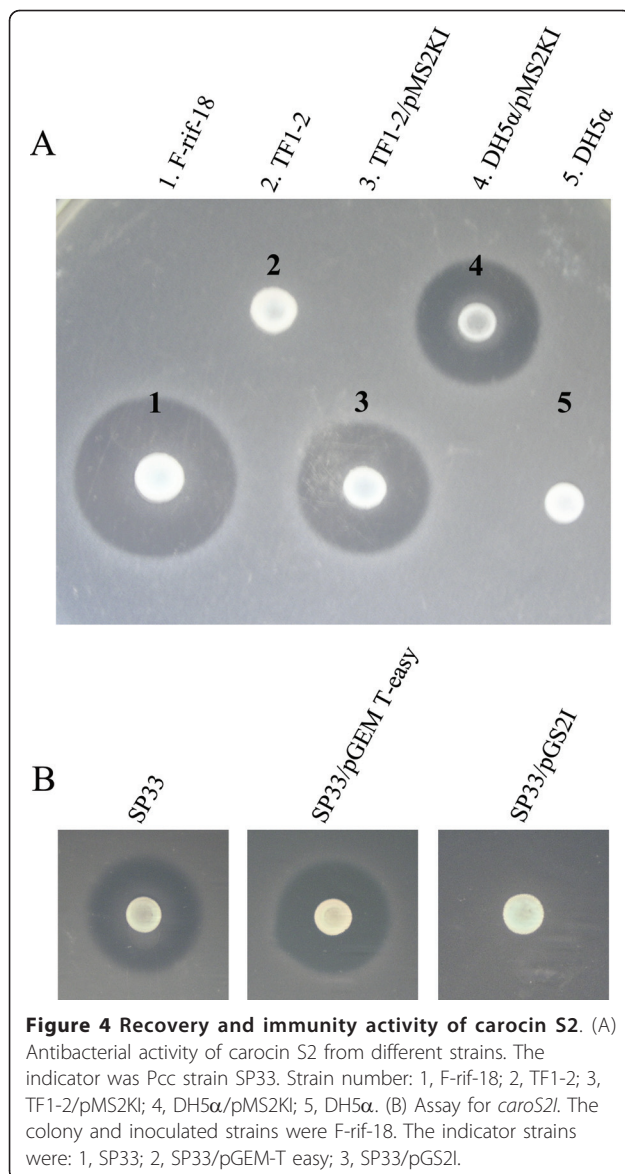 A
1. F-rif-18
2. TF1-2
3. TF1-2/pMS2KI
4. DH5α/pMS2KI
5. DH5α
2
4
1
3
5
B
SP33
SP33/pGEM T-easy
SP33/pGS2I
Figure 4 Recovery and immunity activity of carocin S2. (A)
Antibacterial activity of carocin S2 from different strains. The
indicator was Pcc strain SP33. Strain number: 1, F-rif-18; 2, TF1-2; 3,
TF1-2/pMS2KI; 4, DH5α/pMS2KI; 5, DH5α. (B) Assay for caroS2I. The
colony and inoculated strains were F-rif-18. The indicator strains
were: 1, SP33; 2, SP33/pGEM-T easy; 3, SP33/pGS2I.